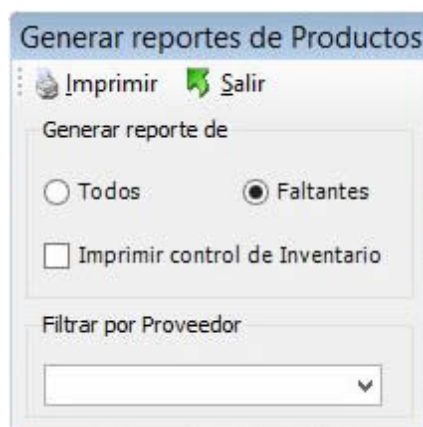 Generar reportes de Productos
Imprimir Salir
Generar reporte de
Todos Faltantes
Imprimir control de Inventario
Filtrar por Proveedor